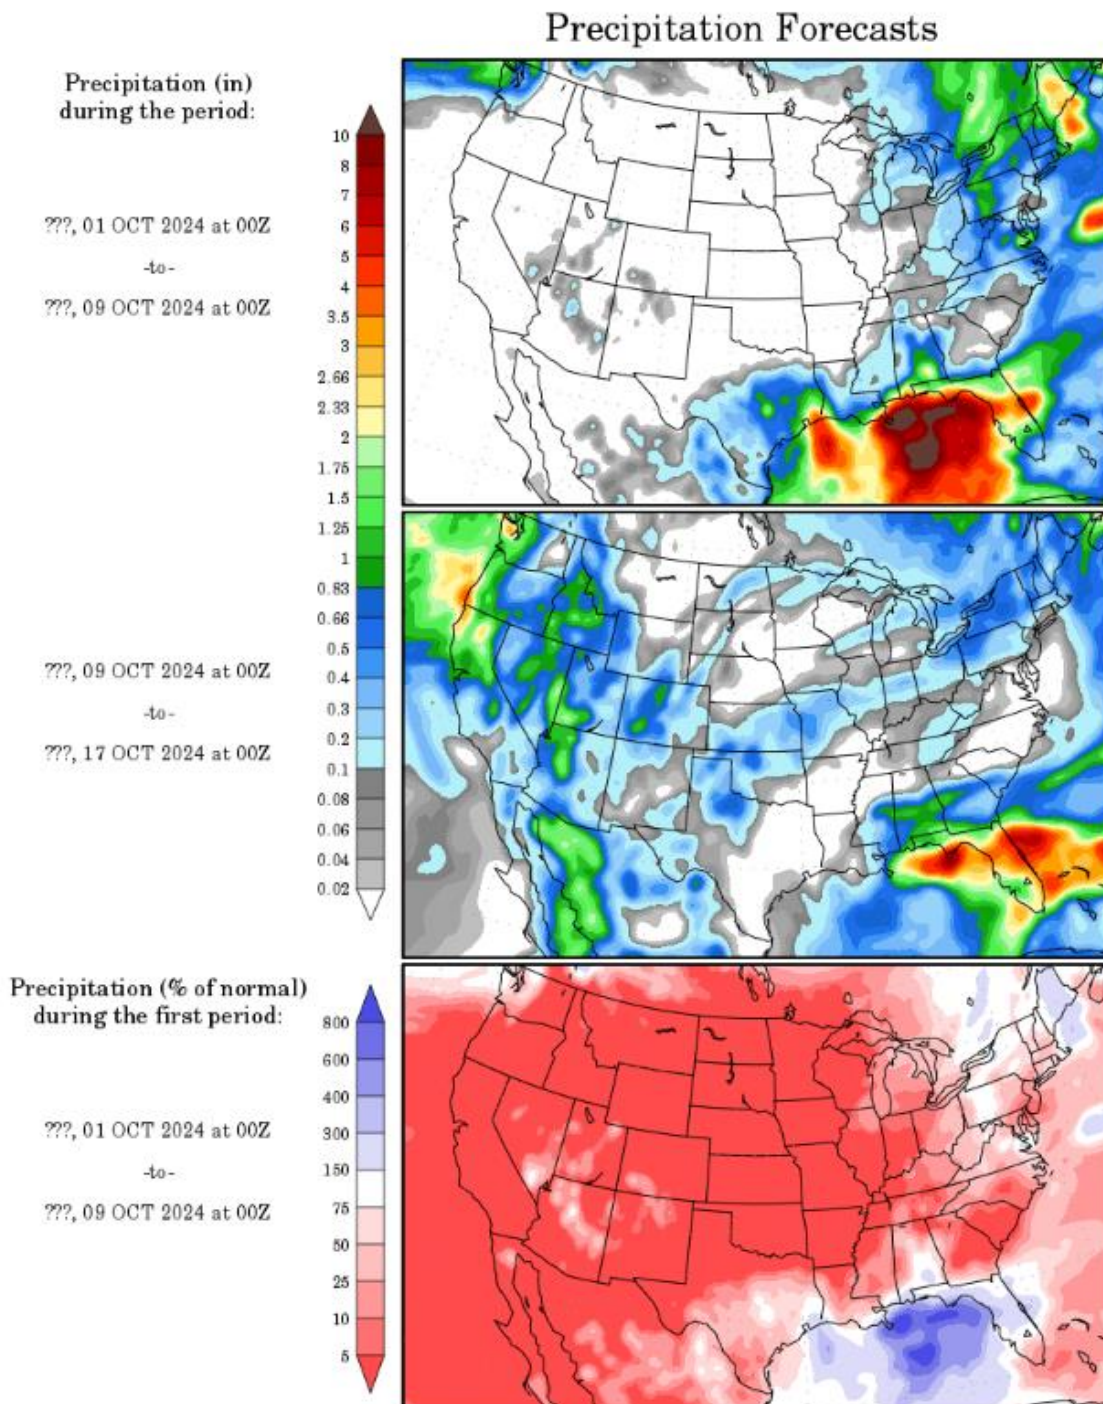 Precipitation Forecasts
Precipitation (in)
during the period:
???, 01 OCT 2024 at 00Z
-to-
???, 09 OCT 2024 at 00Z
10
8
7
6
5
4
3.5
3
2.66
2.33
2
1.75
1.5
1.25
1
0.83
0.66
0.5
0.4
0.3
0.2
0.1
0.08
0.06
0.04
0.02
???, 09 OCT 2024 at 00Z
-to-
???, 17 OCT 2024 at 00Z
Precipitation (% of normal)
during the first period:
???, 01 OCT 2024 at 00Z
-to-
???, 09 OCT 2024 at 00Z
800
600
400
300
150
75
50
25
10
5